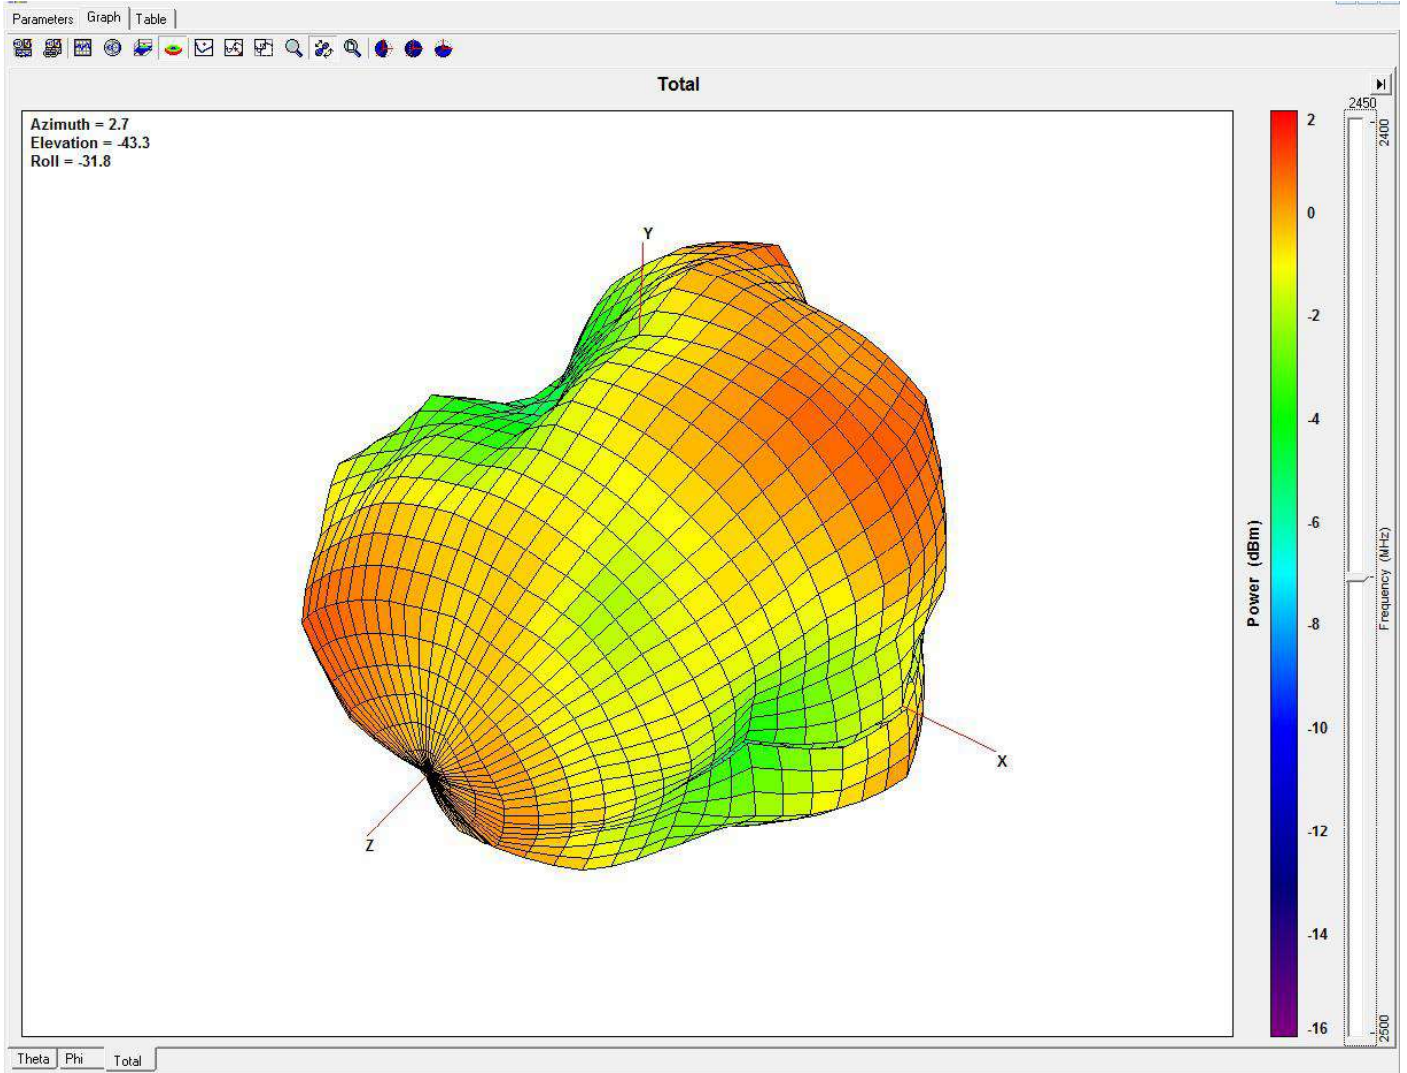 Parameters
Graph
Table
Total
2450
Azimuth = 2.7
Elevation = -43.3
Roll = -31.8
Y
X
Z
2
0
-2
-4
-6
-8
-10
-12
-14
-16
Power (dBm)
2400
Frequency (MHz)
2500
Theta
Phi
Total